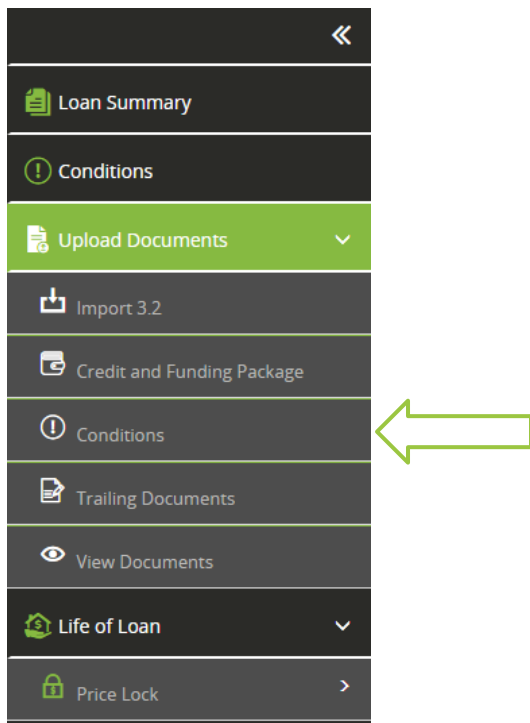 Loan Summary
Conditions
Upload Documents
Import 3.2
Credit and Funding Package
Conditions
Trailing Documents
View Documents
Life of Loan
Price Lock